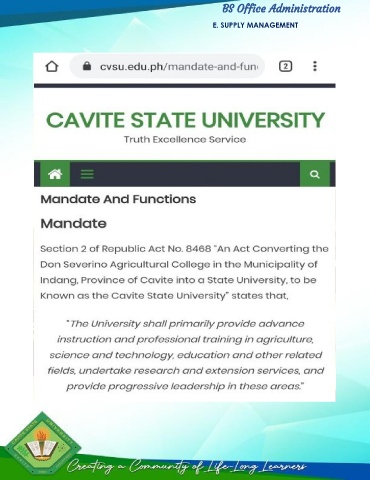 BS Office Administration
E. SUPPLY MANAGEMENT
cvsu.edu.ph/mandate-and-fun
2
CAVITE STATE UNIVERSITY
Truth Excellence Service
Mandate And Functions
Mandate
Section 2 of Republic Act No. 8468 "An Act Converting the
Don Severino Agricultural College in the Municipality of
Indang, Province of Cavite into a State University, to be
Known as the Cavite State University" states that,
"The University shall primarily provide advance
instruction and professional training in agriculture,
science and technology, education and other related
fields, undertake research and extension services, and
provide progressive leadership in these areas."
Creating a Community of Life-Long Learners